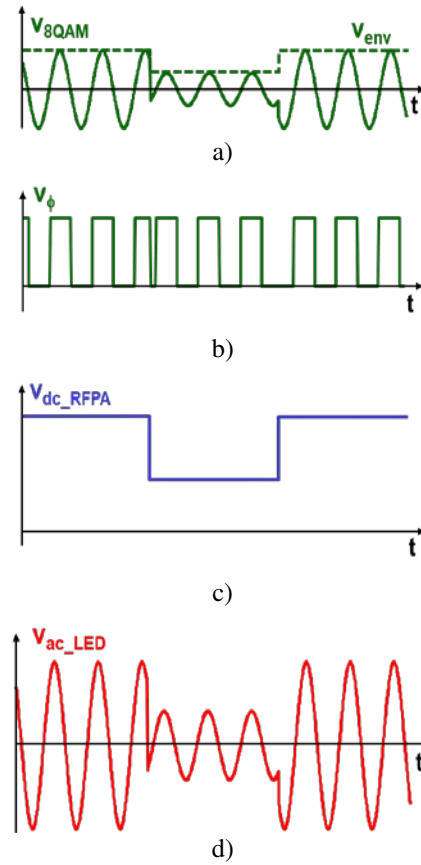 V8QAM
Venv
t
a)
Vϕ
t
b)
Vdc_RFPA
t
c)
Vac_LED
t
d)